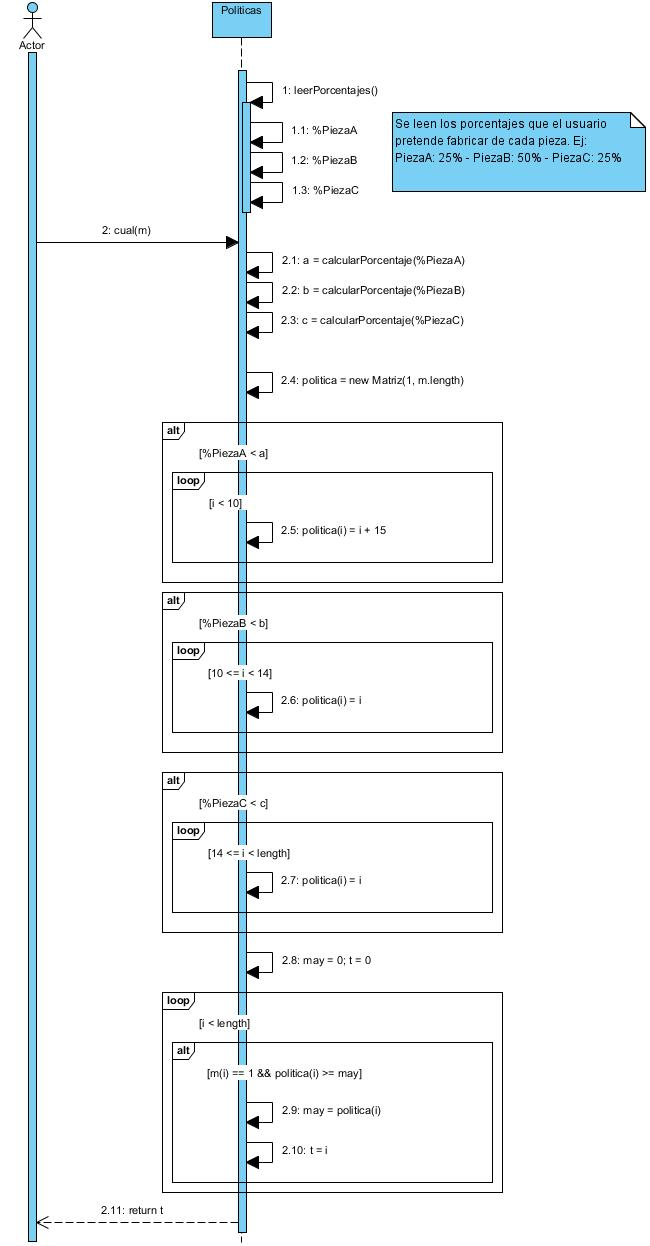 Políticas
Actor
1: leerPorcentajes()
1.1: %PiezaA
1.2: %PiezaB
1.3: %PiezaC
Se leen los porcentajes que el usuario
pretende fabricar de cada pieza. Ej:
PiezaA: 25% - PiezaB: 50% - PiezaC: 25%
2: cual(m)
2.1: a = calcularPorcentaje(%PiezaA)
2.2: b = calcularPorcentaje(%PiezaB)
2.3: c = calcularPorcentaje(%PiezaC)
2.4: politica = new Matriz(1, m.length)
alt
[%PiezaA < a]
loop
[i < 10]
2.5: politica(i) = i + 15
alt
[%PiezaB < b]
loop
[10 <= i < 14]
2.6: politica(i) = i
alt
[%PiezaC < c]
loop
[14 <= i < length]
2.7: politica(i) = i
2.8: may = 0; t = 0
loop
[i < length]
alt
[m(i) == 1 && politica(i) >= may]
2.9: may = politica(i)
2.10: t = i
2.11: return t